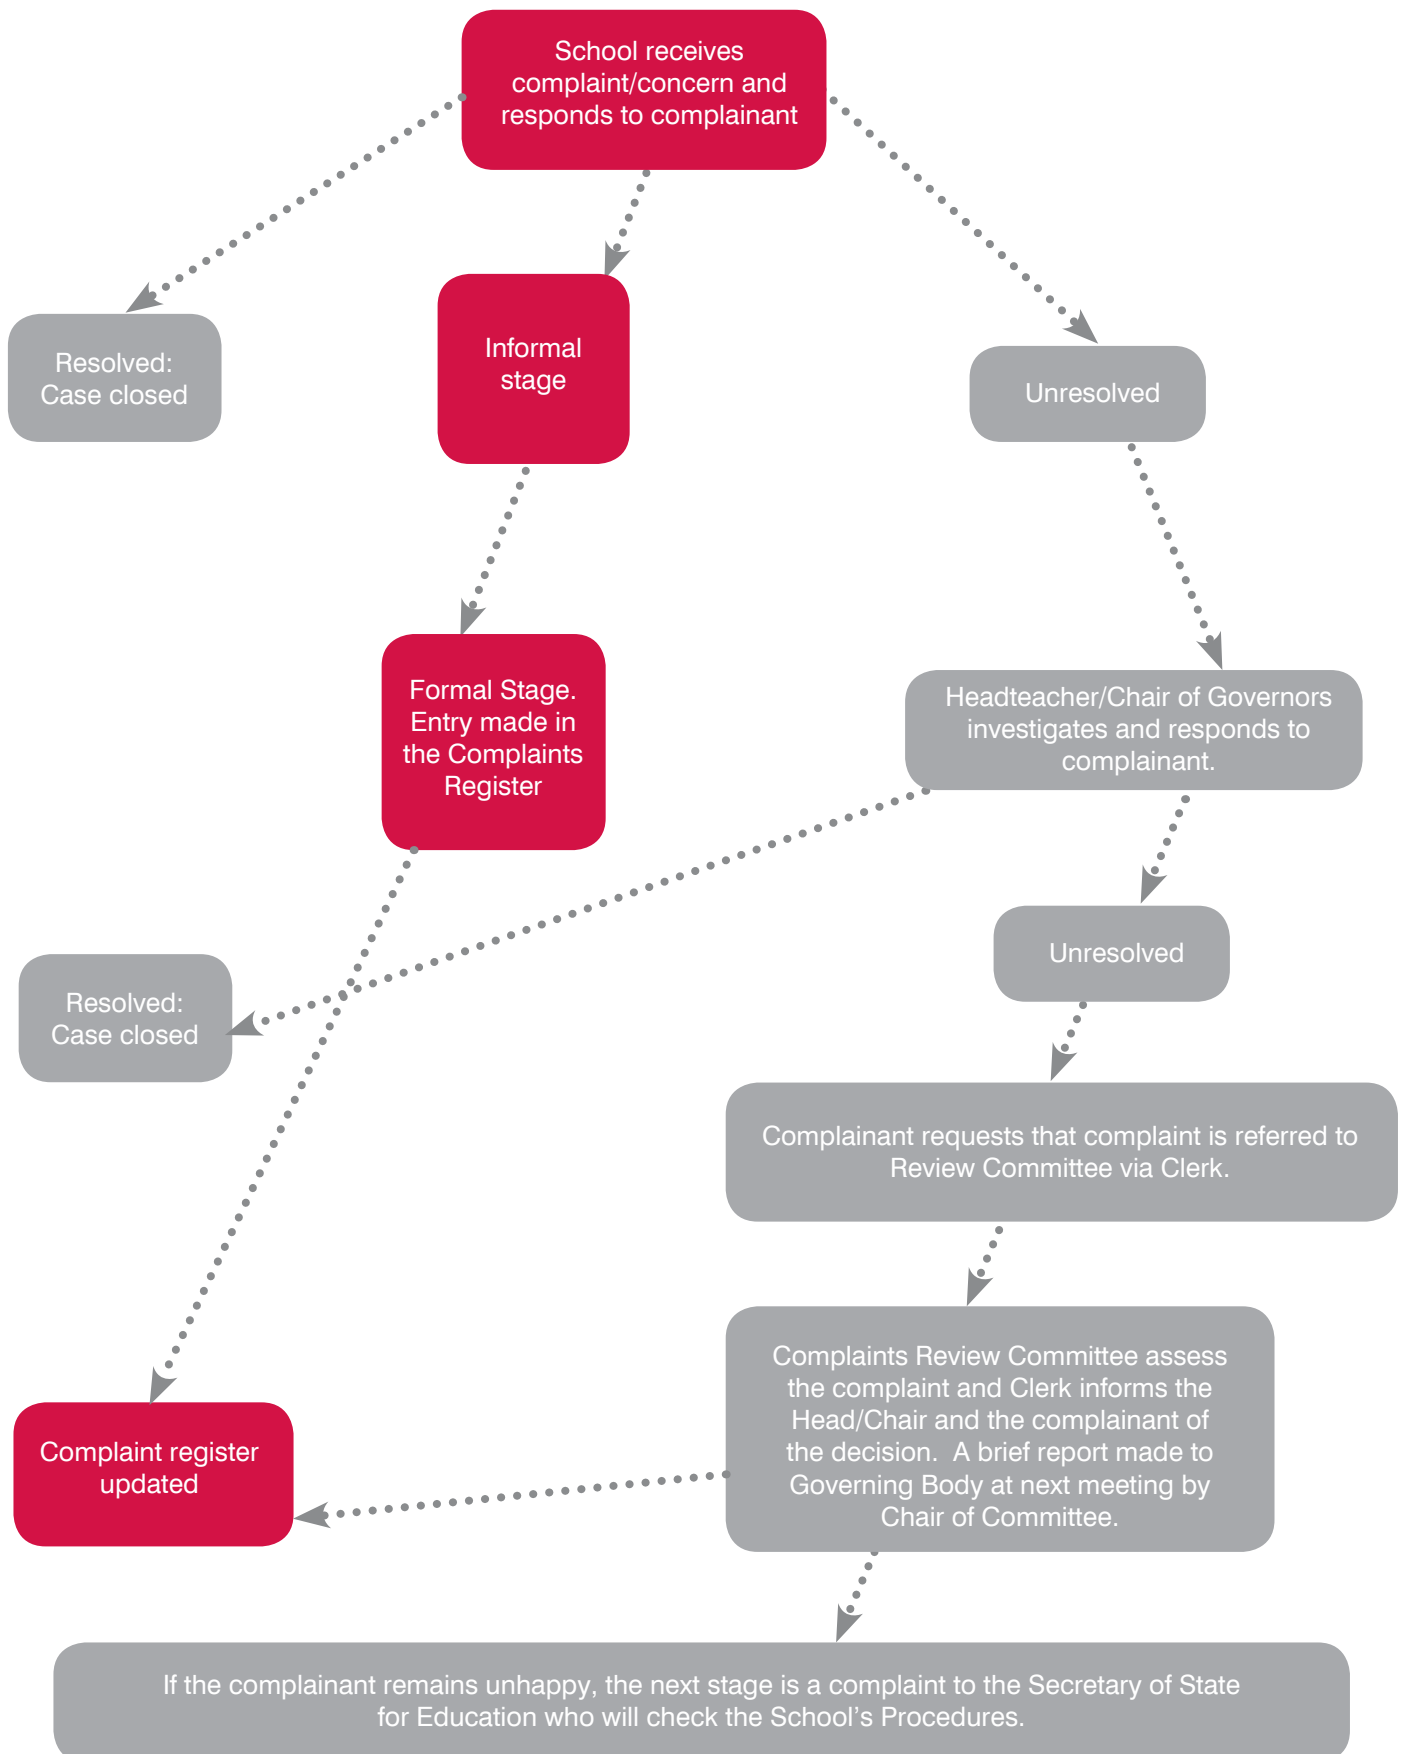 School receives
complaint/concern and
responds to complainant
Resolved:
Case closed
Informal
stage
Unresolved
Formal Stage.
Entry made in
the Complaints
Register
Headteacher/Chair of Governors
investigates and responds to
complainant.
Unresolved
Resolved:
Case closed
Complainant requests that complaint is referred to
Review Committee via Clerk.
Complaints Review Committee assess
the complaint and Clerk informs the
Head/Chair and the complainant of
the decision.  A brief report made to
Governing Body at next meeting by
Chair of Committee.
Complaint register
updated
If the complainant remains unhappy, the next stage is a complaint to the Secretary of State
for Education who will check the School’s Procedures.